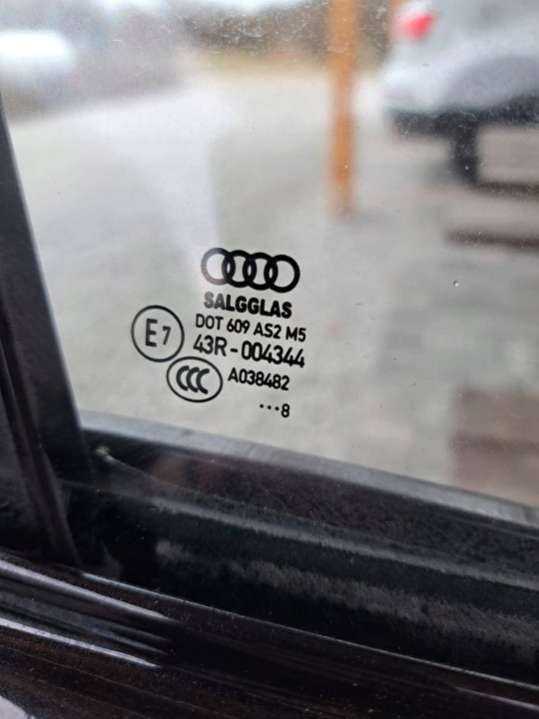 SALGGLAS
DOT 609 AS2 M5
E7 43R-004344
CCC A038482
...8